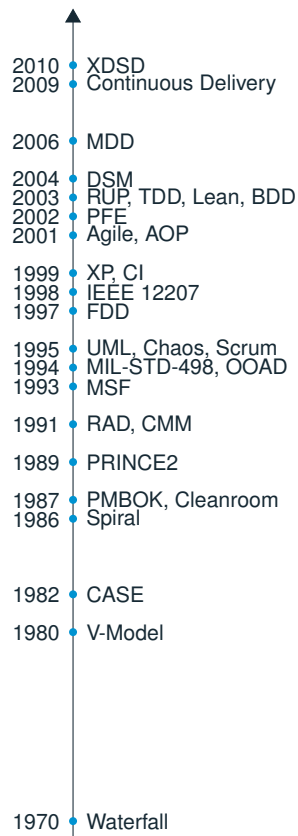 2010 XDSD
2009 Continuous Delivery
2006 MDD
2004 DSM
2003 RUP, TDD, Lean, BDD
2002 PFE
2001 Agile, AOP
1999 XP, CI
1998 IEEE 12207
1997 FDD
1995 UML, Chaos, Scrum
1994 MIL-STD-498, OOAD
1993 MSF
1991 RAD, CMM
1989 PRINCE2
1987 PMBOK, Cleanroom
1986 Spiral
1982 CASE
1980 V-Model
1970 Waterfall